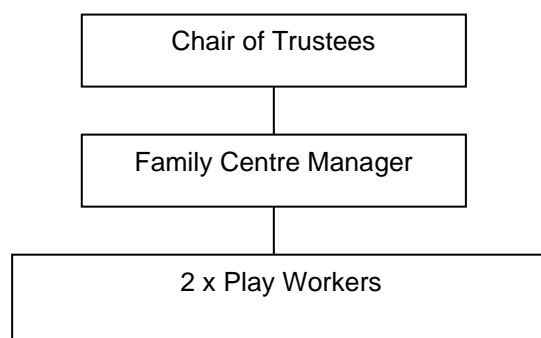 Chair of Trustees
Family Centre Manager
2 x Play Workers